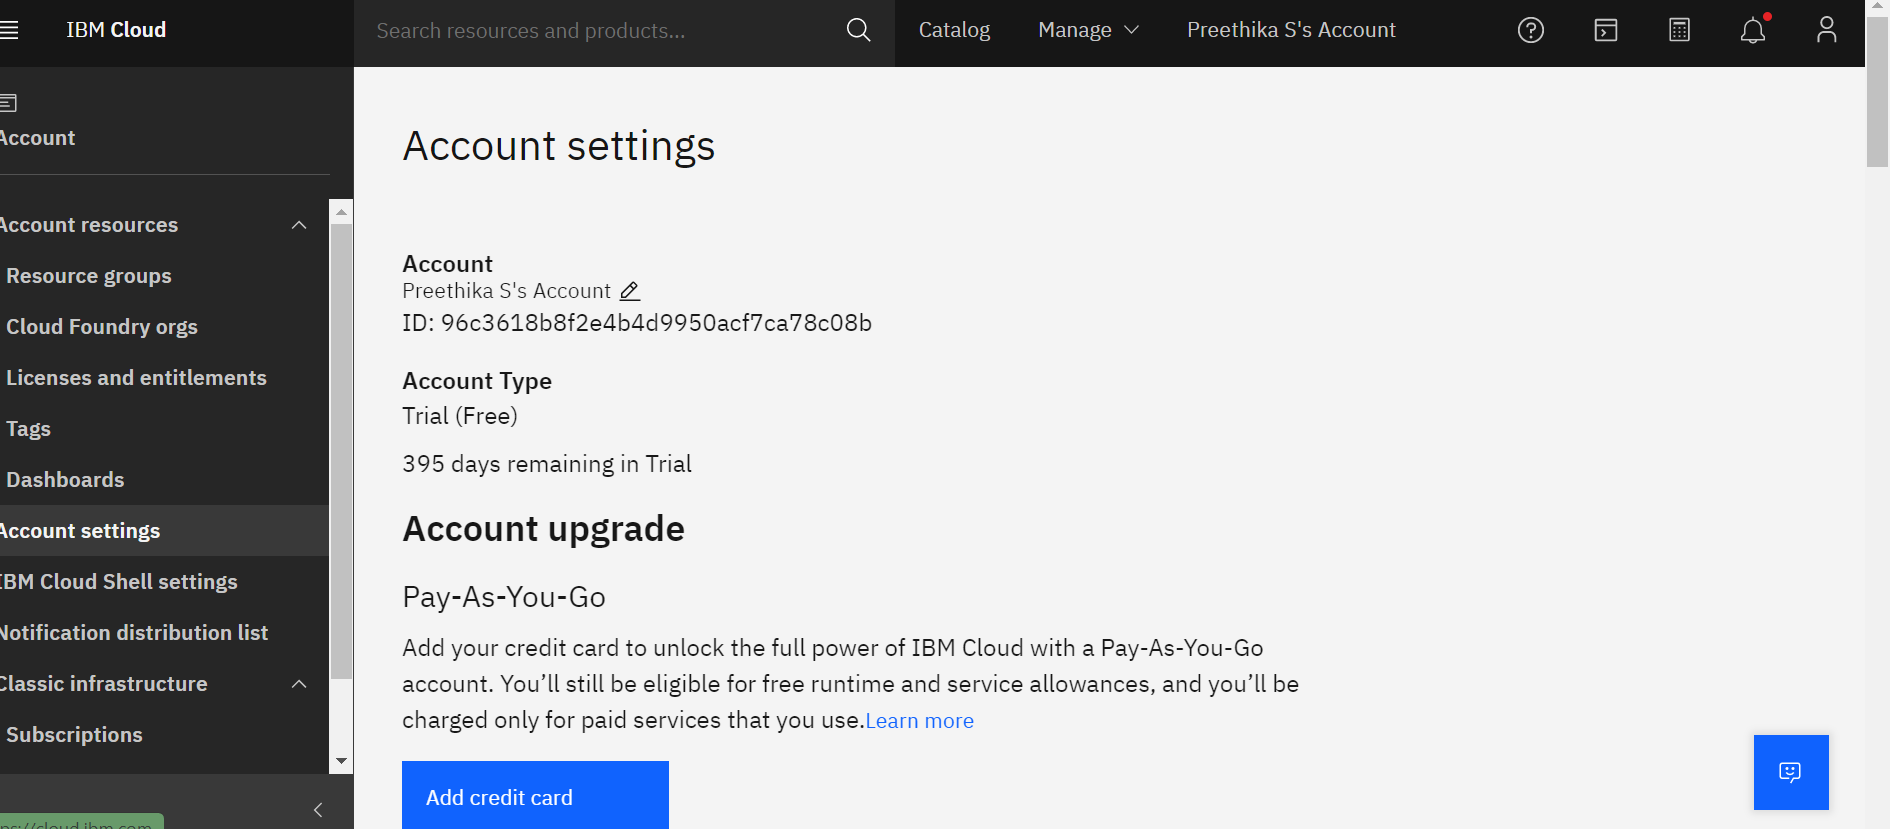 IBM Cloud
Search resources and products...
Catalog
Manage
Preethika S's Account
Account
Account resources
Resource groups
Cloud Foundry orgs
Licenses and entitlements
Tags
Dashboards
Account settings
IBM Cloud Shell settings
Notification distribution list
Classic infrastructure
Subscriptions
Account settings
Account
Preethika S's Account
ID: 96c3618b8f2e4b4d9950acf7ca78c08b
Account Type
Trial (Free)
395 days remaining in Trial
Account upgrade
Pay-As-You-Go
Add your credit card to unlock the full power of IBM Cloud with a Pay-As-You-Go
account. You’ll still be eligible for free runtime and service allowances, and you’ll be
charged only for paid services that you use.Learn more
Add credit card